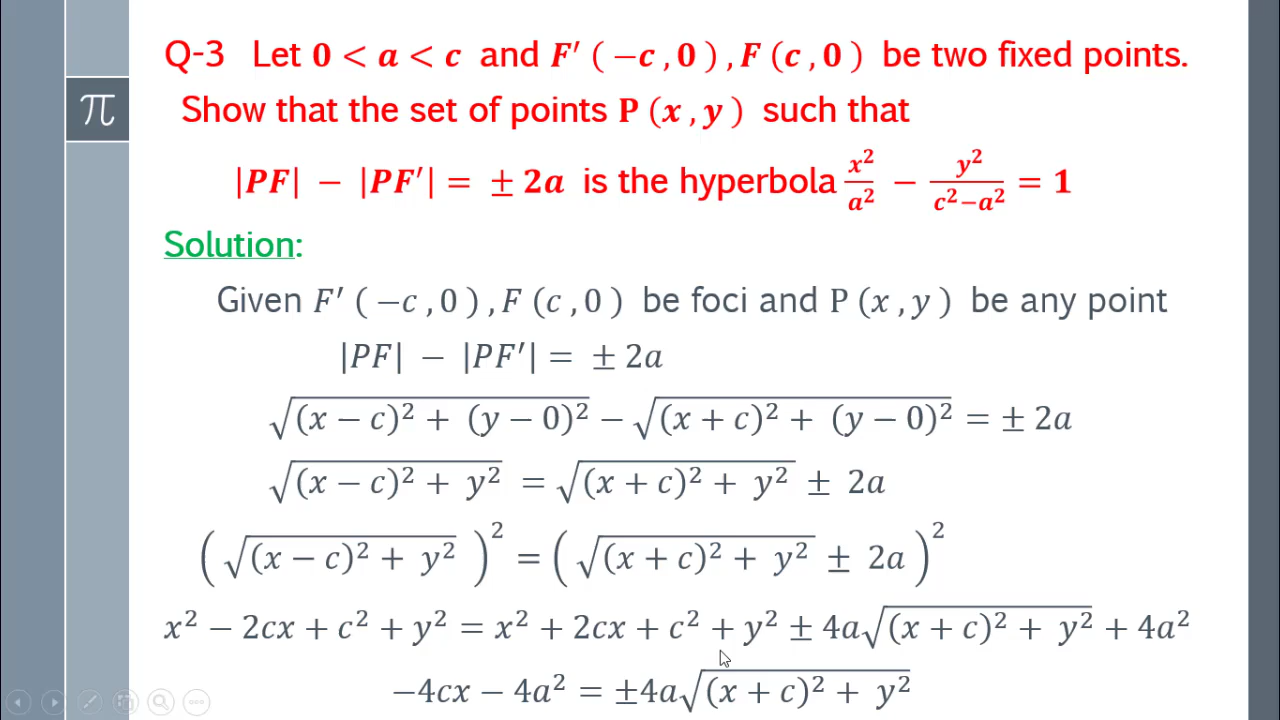 π
Q-3 Let 0 < a < c and F′ ( −c , 0 ) , F ( c , 0 ) be two fixed points.
Show that the set of points P ( x , y ) such that
|PF| − |PF′| = ± 2a is the hyperbola x²/a² − y²/(c²−a²) = 1
Solution:
Given F′ ( −c , 0 ) , F ( c , 0 ) be foci and P ( x , y ) be any point
|PF| − |PF′| = ± 2a
√((x − c)² + (y − 0)²) − √((x + c)² + (y − 0)²) = ± 2a
√((x − c)² + y²) = √((x + c)² + y²) ± 2a
(√((x − c)² + y²))² = (√((x + c)² + y²) ± 2a)²
x² − 2cx + c² + y² = x² + 2cx + c² + y² ± 4a√((x + c)² + y²) + 4a²
−4cx − 4a² = ±4a√((x + c)² + y²)